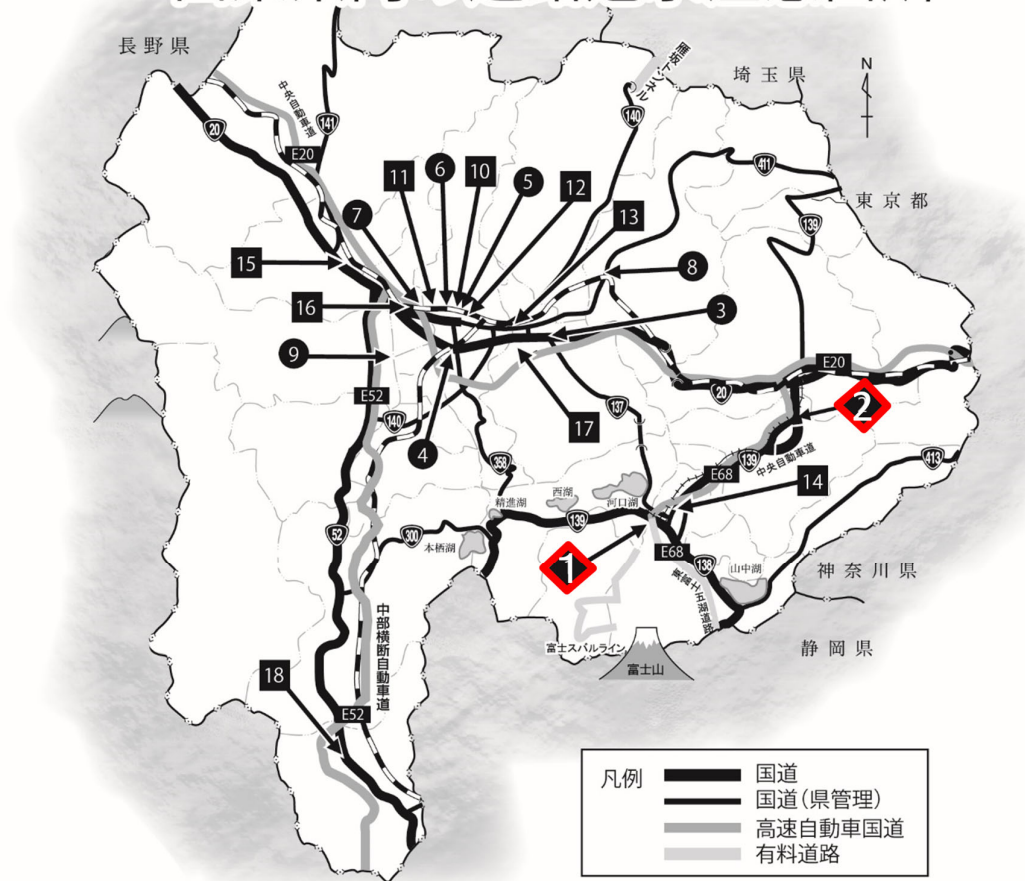 長野県
埼玉県
N
雁坂トンネル
中央自動車道
20
141
140
E20
411
東京都
139
11
6
10
5
12
7
13
15
8
16
3
9
E20
E52
20
2
140
137
17
4
中央自動車道
139
413
358
E68
14
西湖
河口湖
精進湖
52
139
300
本栖湖
1
E68
138
山中湖
神奈川県
東富士五湖道路
中部横断自動車道
富士スバルライン
静岡県
富士山
18
E52
凡例
国道
国道(県管理)
高速自動車国道
有料道路